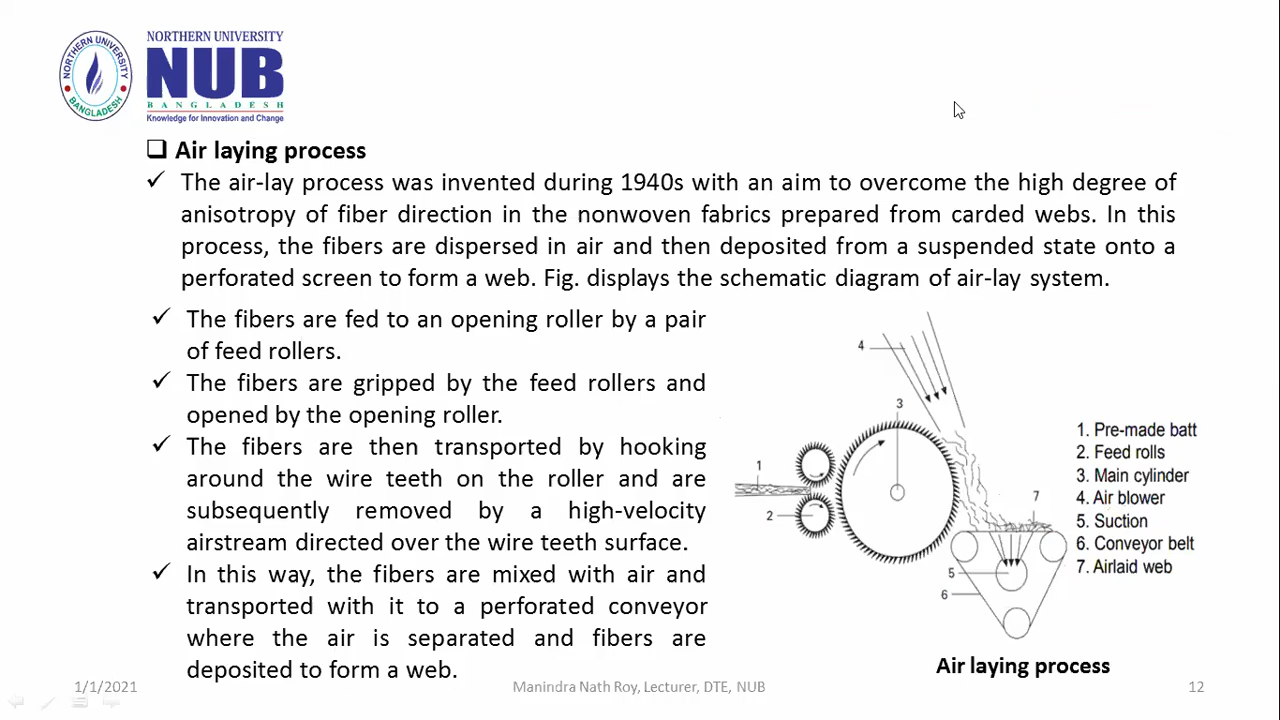 NORTHERN UNIVERSITY
BANGLADESH
NORTHERN UNIVERSITY
NUB
BANGLADESH
Knowledge for Innovation and Change
❑ Air laying process
✓ The air-lay process was invented during 1940s with an aim to overcome the high degree of
anisotropy of fiber direction in the nonwoven fabrics prepared from carded webs. In this
process, the fibers are dispersed in air and then deposited from a suspended state onto a
perforated screen to form a web. Fig. displays the schematic diagram of air-lay system.
✓ The fibers are fed to an opening roller by a pair
of feed rollers.
✓ The fibers are gripped by the feed rollers and
opened by the opening roller.
✓ The fibers are then transported by hooking
around the wire teeth on the roller and are
subsequently removed by a high-velocity
airstream directed over the wire teeth surface.
✓ In this way, the fibers are mixed with air and
transported with it to a perforated conveyor
where the air is separated and fibers are
deposited to form a web.
4
3
1
2
7
5
6
1. Pre-made batt
2. Feed rolls
3. Main cylinder
4. Air blower
5. Suction
6. Conveyor belt
7. Airlaid web
Air laying process
1/1/2021
Manindra Nath Roy, Lecturer, DTE, NUB
12